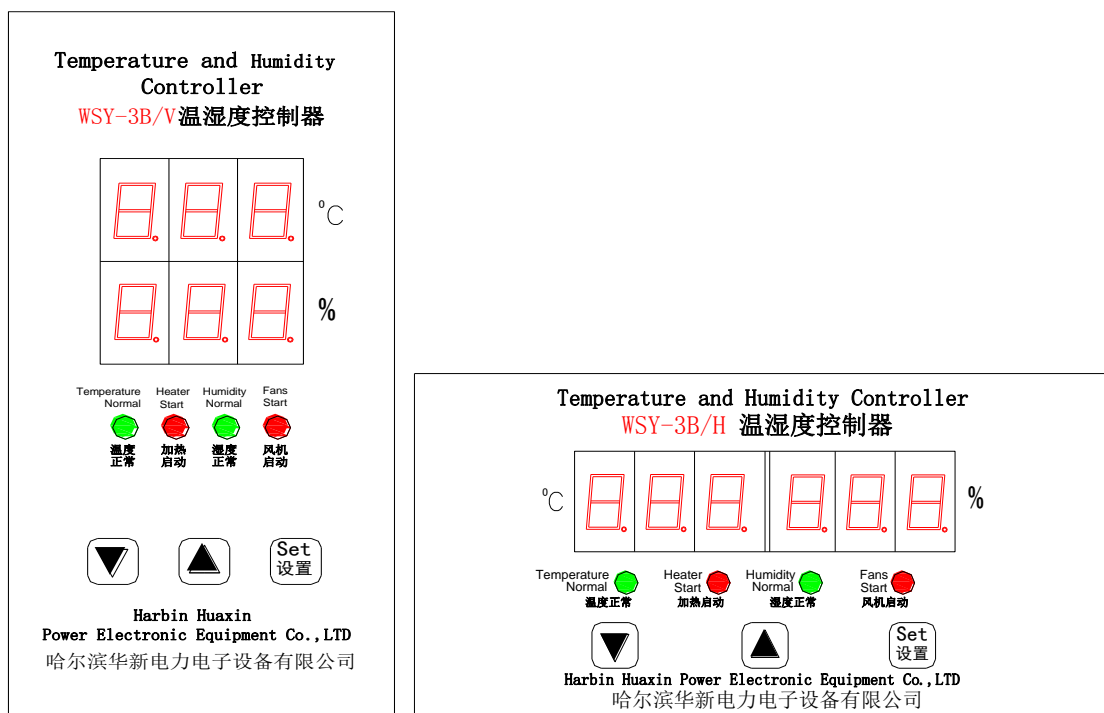 Temperature and Humidity
Controller
WSY-3B/V温湿度控制器
℃
%
Temperature Normal
Heater Start
Humidity Normal
Fans Start
温度正常
加热启动
湿度正常
风机启动
Set
设置
Harbin Huaxin
Power Electronic Equipment Co.,LTD
哈尔滨华新电力电子设备有限公司
Temperature and Humidity Controller
WSY-3B/H 温湿度控制器
℃
%
Temperature Normal
Heater Start
Humidity Normal
Fans Start
温度正常
加热启动
湿度正常
风机启动
Set
设置
Harbin Huaxin Power Electronic Equipment Co.,LTD
哈尔滨华新电力电子设备有限公司